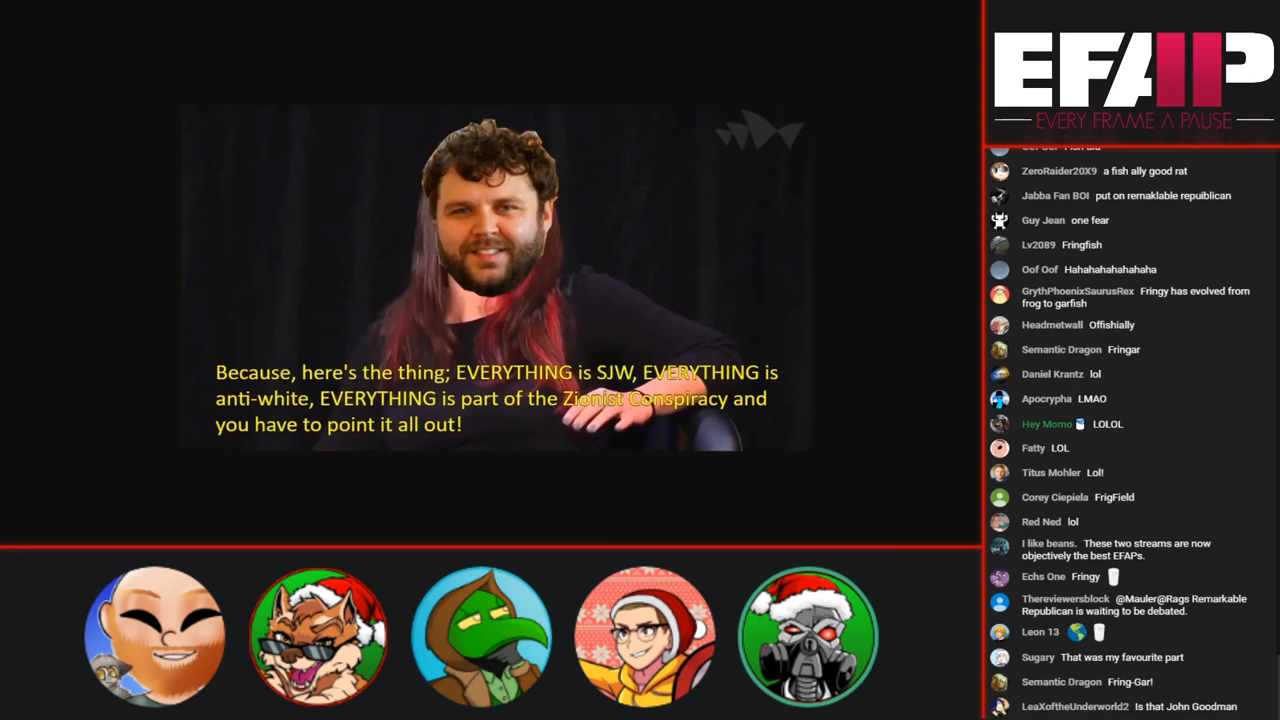 EFAP
EVERY FRAME A PAUSE
ZeroRaider20X9 a fish ally good rat
Jabba Fan BOI put on remaklable repuiblican
Guy Jean one fear
Lv2089 Fringfish
Oof Oof Hahahahahahaha
GrythPhoenixSaurusRex Fringy has evolved from
frog to garfish
Headmetwall Offishially
Semantic Dragon Fringar
Daniel Krantz lol
Apocrypha LMAO
Hey Momo LOLOL
Fatty LOL
Titus Mohler Lol!
Corey Ciepiela FrigField
Red Ned lol
I like beans. These two streams are now
objectively the best EFAPs.
Echs One Fringy
Thereviewersblock @Mauler@Rags Remarkable
Republican is waiting to be debated.
Leon 13
Sugary That was my favourite part
Semantic Dragon Fring-Gar!
LeaXoftheUnderworld2 Is that John Goodman
Because, here's the thing; EVERYTHING is SJW, EVERYTHING is
anti-white, EVERYTHING is part of the Zionist Conspiracy and
you have to point it all out!